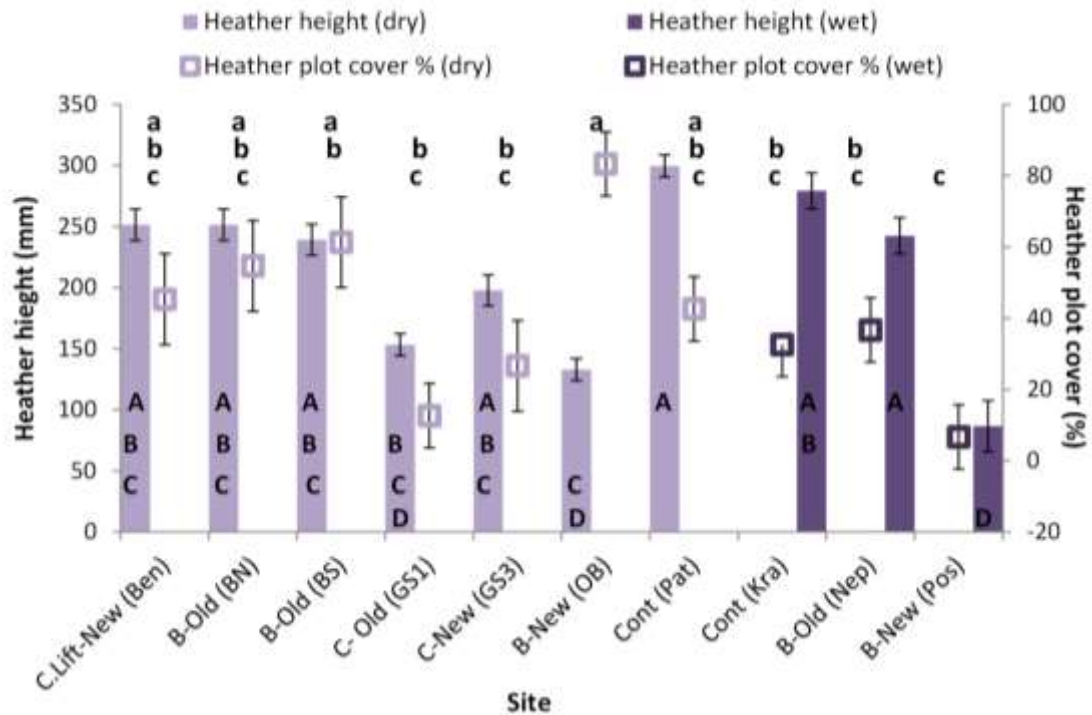 Heather height (dry) Heather height (wet)
Heather plot cover % (dry) Heather plot cover % (wet)
Heather hieght (mm)
350
300
250
200
150
100
50
0
a a a b b a a b b c
b b b c c b c c
c c c
A A A A A A A
B B B B B B
C C C C C C
D D D
100
80
60
40
20
0
-20
Heather plot cover (%)
C.Lift-New (Ben)
B-Old (BN)
B-Old (BS)
C- Old (GS1)
C-New (GS3)
B-New (OB)
Cont (Pat)
Cont (Kra)
B-Old (Nep)
B-New (Pos)
Site